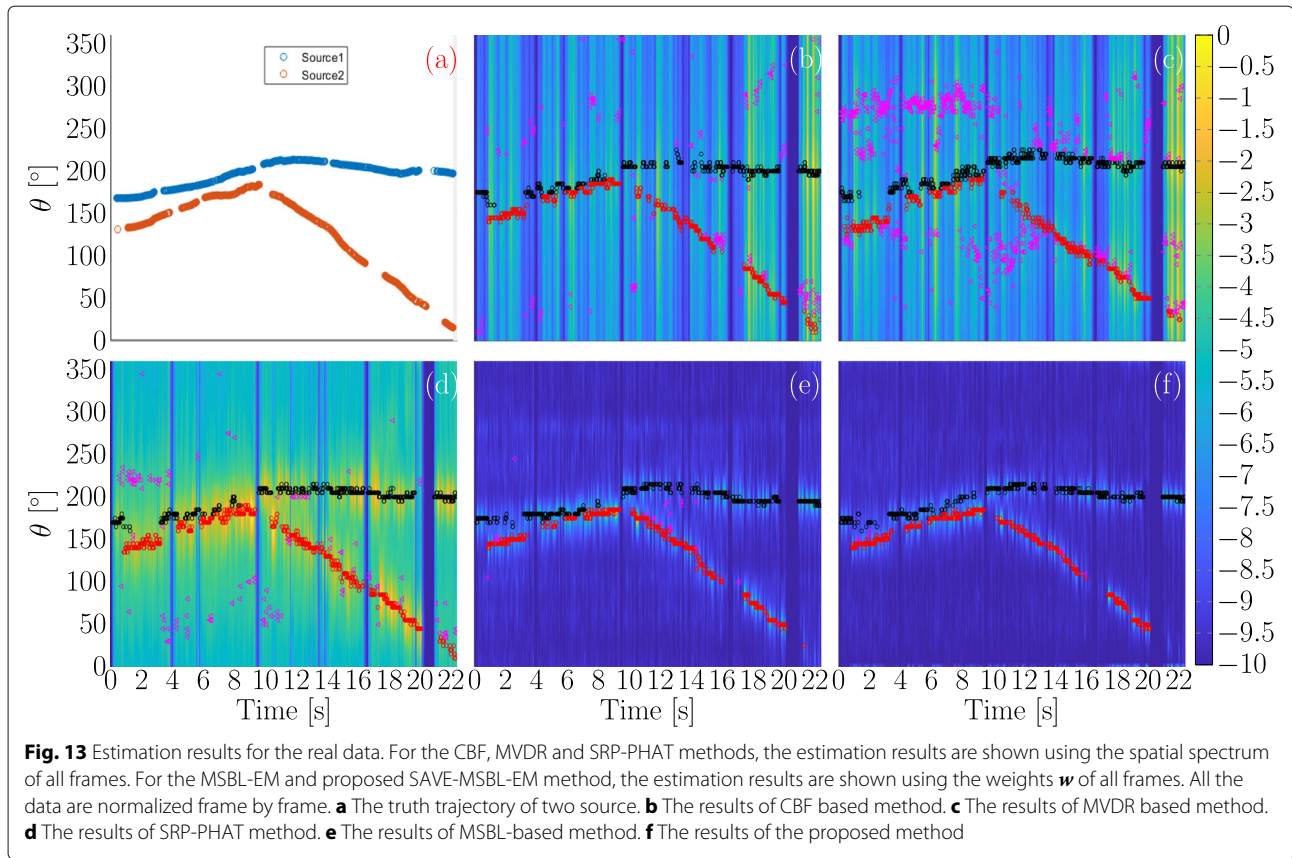 350
300
250
200
150
100
50
0
θ [°]
Source1
Source2
(a)
(b)
(c)
0
−0.5
−1
−1.5
−2
−2.5
−3
−3.5
−4
−4.5
−5
−5.5
−6
−6.5
−7
−7.5
−8
−8.5
−9
−9.5
−10
350
300
250
200
150
100
50
0
θ [°]
(d)
(e)
(f)
0 2 4 6 8 10 12 14 16 18 20 22
0 2 4 6 8 10 12 14 16 18 20 22
0 2 4 6 8 10 12 14 16 18 20 22
Time [s]
Time [s]
Time [s]
Fig. 13 Estimation results for the real data. For the CBF, MVDR and SRP-PHAT methods, the estimation results are shown using the spatial spectrum
of all frames. For the MSBL-EM and proposed SAVE-MSBL-EM method, the estimation results are shown using the weights w of all frames. All the
data are normalized frame by frame. a The truth trajectory of two source. b The results of CBF based method. c The results of MVDR based method.
d The results of SRP-PHAT method. e The results of MSBL-based method. f The results of the proposed method